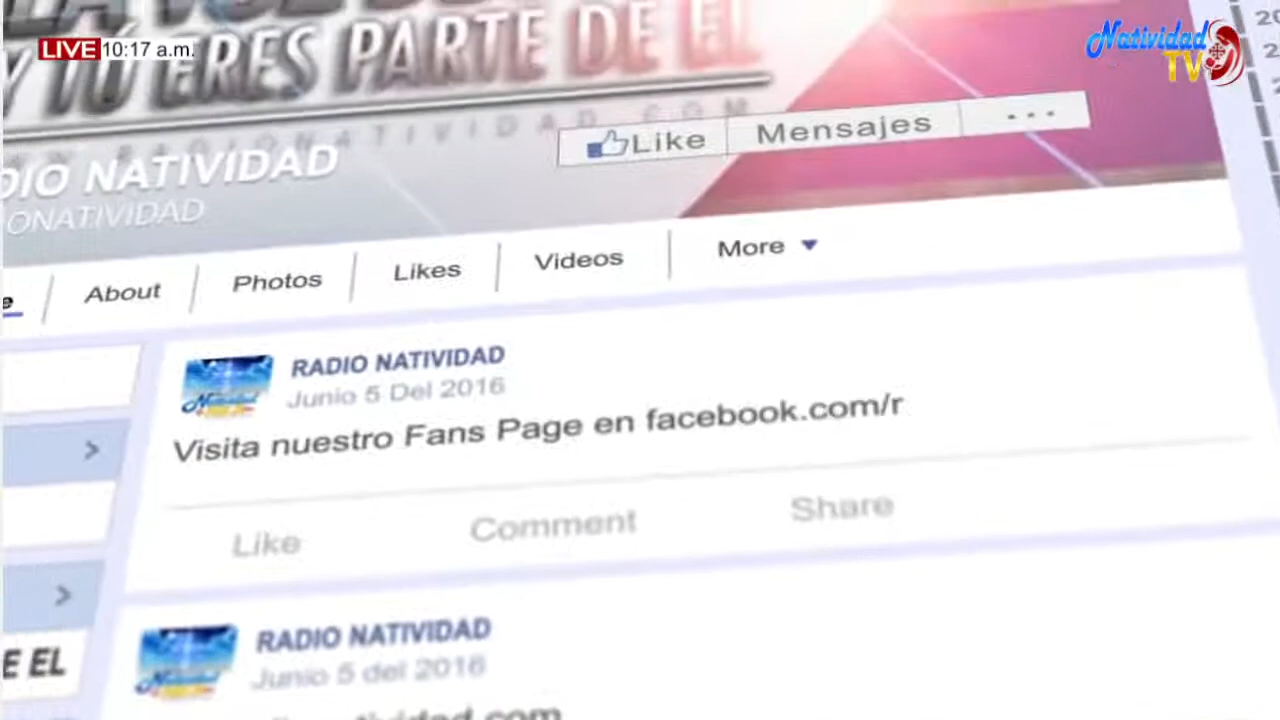 LIVE 10:17 a.m.
Natividad
TV
Y TÚ ERES PARTE DE EL
Like Mensajes ...
NATIVIDAD
ONATIVIDAD
About Photos Likes Videos More
RADIO NATIVIDAD
Junio 5 Del 2016
Visita nuestro Fans Page en facebook.com/r
Like Comment Share
RADIO NATIVIDAD
Junio 5 del 2016
E EL